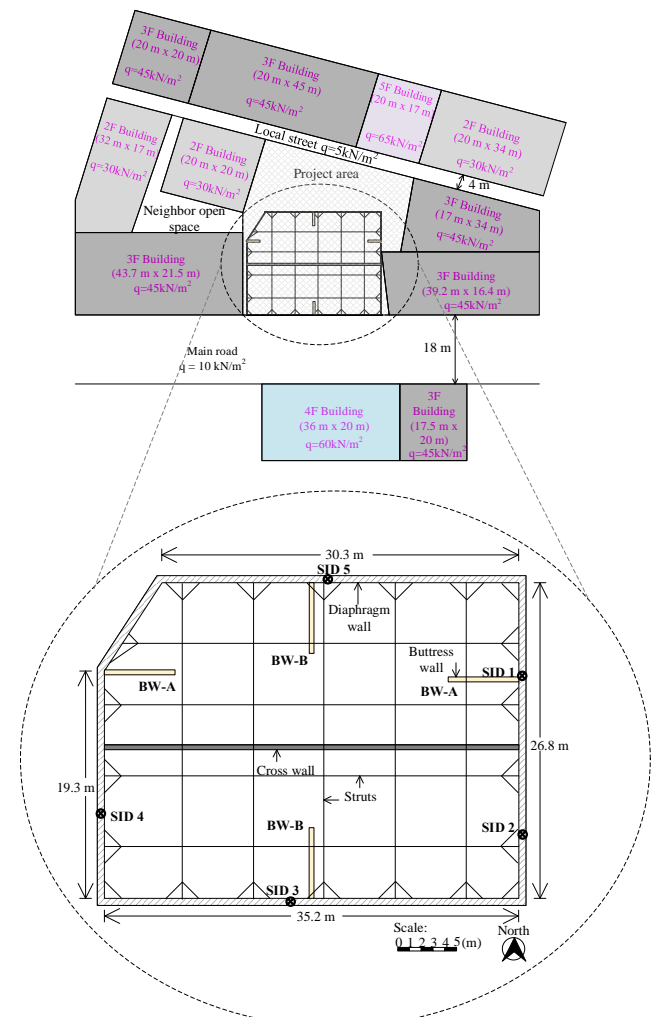 3F Building
(20 m x 20 m)
q=45kN/m²
3F Building
(20 m x 45 m)
q=45kN/m²
5F Building
(20 m x 17 m)
q=65kN/m²
2F Building
(20 m x 34 m)
q=30kN/m²
2F Building
(32 m x 17 m)
q=30kN/m²
2F Building
(20 m x 20 m)
q=30kN/m²
Local street q=5kN/m²
Project area
4 m
3F Building
(17 m x 34 m)
q=45kN/m²
Neighbor open
space
3F Building
(43.7 m x 21.5 m)
q=45kN/m²
3F Building
(39.2 m x 16.4 m)
q=45kN/m²
18 m
Main road
q = 10 kN/m²
4F Building
(36 m x 20 m)
q=60kN/m²
3F
Building
(17.5 m x
20 m)
q=45kN/m²
30.3 m
SID 5
Diaphragm
wall
BW-B
Buttress
wall
SID 1
BW-A
BW-A
26.8 m
Cross wall
19.3 m
Struts
SID 4
BW-B
SID 2
SID 3
35.2 m
Scale:
0 1 2 3 4 5(m)
North